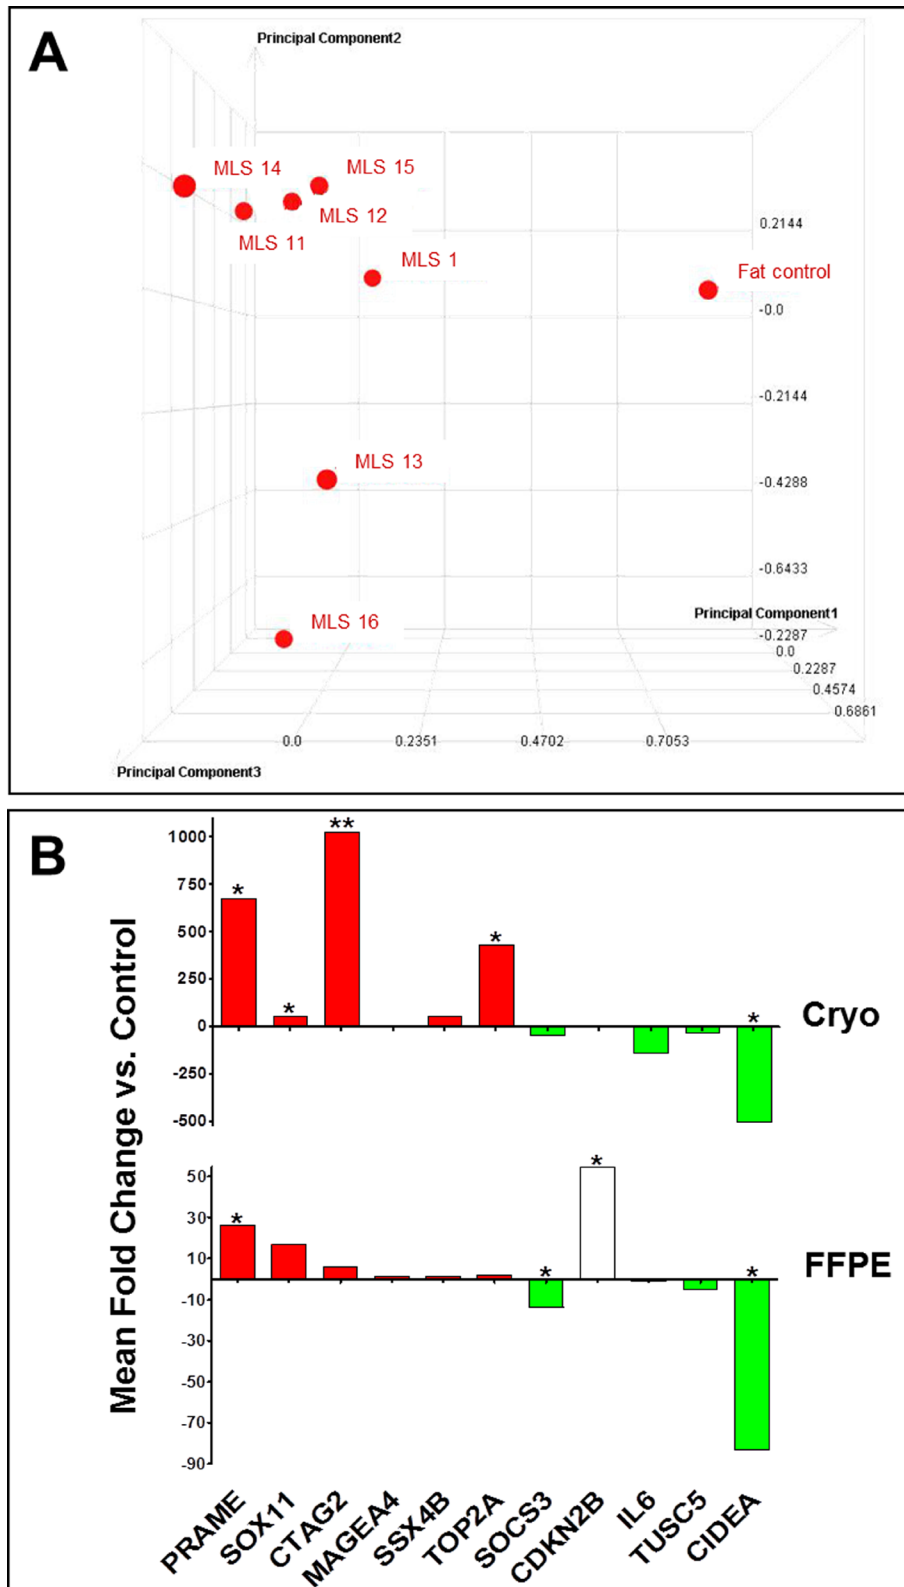 A
Principal Component2
MLS 14
MLS 15
MLS 12
MLS 11
MLS 1
Fat control
MLS 13
MLS 16
0.2144
-0.0
-0.2144
-0.4288
-0.6433
Principal Component1
-0.2287
0.0
0.2287
0.4574
0.6861
0.0 0.2351 0.4702 0.7053
Principal Component3
B
Mean Fold Change vs. Control
1000
750
500
250
0
-250
-500
* * ** * *
Cryo
50
30
10
-10
-30
-50
-70
-90
* * * *
FFPE
PRAME
SOX11
CTAG2
MAGEA4
SSX4B
TOP2A
SOCS3
CDKN2B
IL6
TUSC5
CIDEA